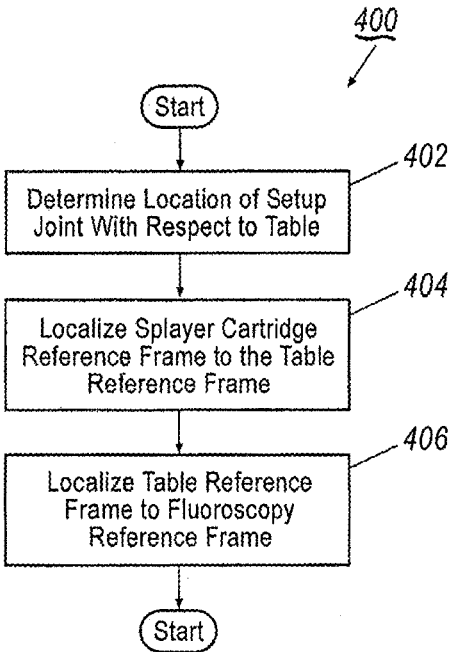 400
Start
402
Determine Location of Setup
Joint With Respect to Table
404
Localize Splayer Cartridge
Reference Frame to the Table
Reference Frame
406
Localize Table Reference
Frame to Fluoroscopy
Reference Frame
Start